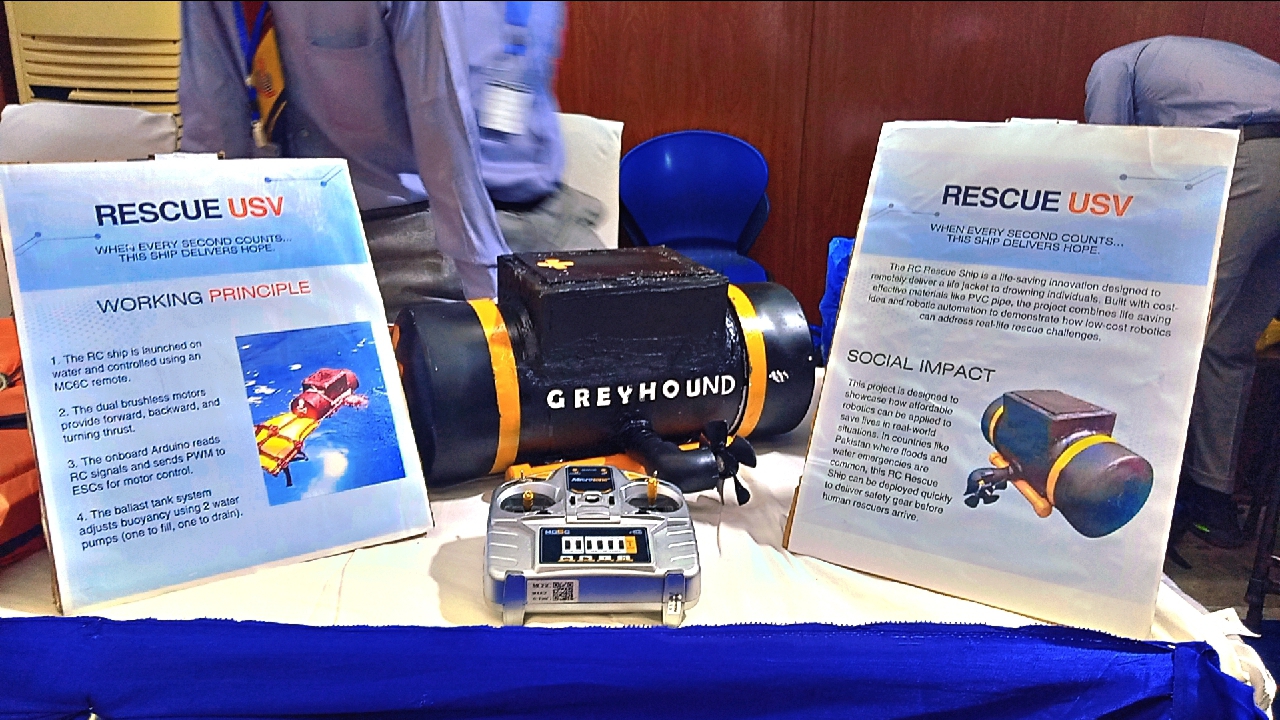 RESCUE USV
WHEN EVERY SECOND COUNTS...
THIS SHIP DELIVERS HOPE.
WORKING PRINCIPLE
1. The RC ship is launched on
water and controlled using an
MC6C remote.
2. The dual brushless motors
provide forward, backward, and
turning thrust.
3. The onboard Arduino reads
RC signals and sends PWM to
ESCs for motor control.
4. The ballast tank system
adjusts buoyancy using 2 water
pumps (one to fill, one to drain).
GREYHOUND
RESCUE USV
WHEN EVERY SECOND COUNTS...
THIS SHIP DELIVERS HOPE.
The RC Rescue Ship is a life-saving innovation designed to
remotely deliver a life jacket to drowning individuals. Built with cost-
effective materials like PVC pipe, the project combines life saving
idea and robotic automation to demonstrate how low-cost robotics
can address real-life rescue challenges.
SOCIAL IMPACT
This project is designed to
showcase how affordable
robotics can be applied to
save lives in real-world
situations. In countries like
Pakistan where floods and
water emergencies are
common, this RC Rescue
Ship can be deployed quickly
to deliver safety gear before
human rescuers arrive.